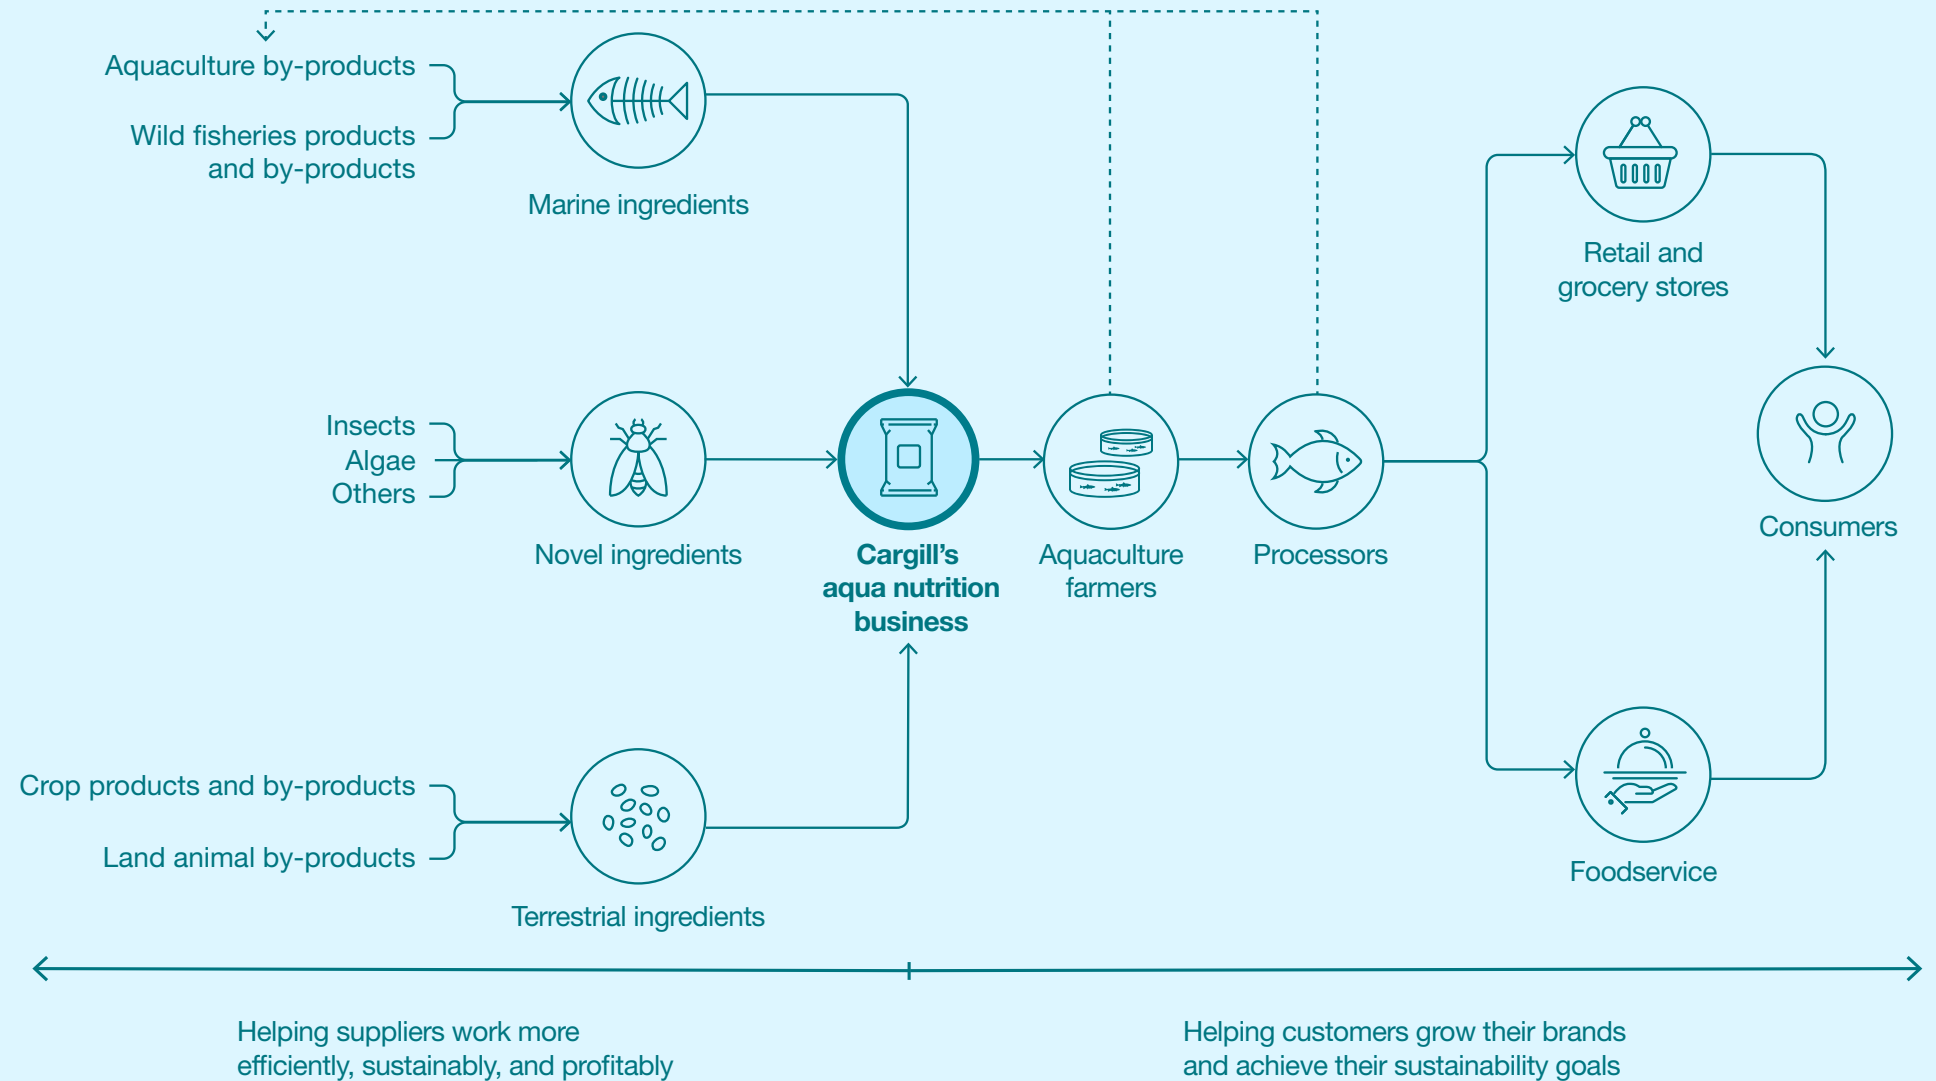 Aquaculture by-products
Wild fisheries products
and by-products
Marine ingredients
Retail and
grocery stores
Insects
Algae
Others
Novel ingredients
Cargill’s
aqua nutrition
business
Aquaculture
farmers
Processors
Consumers
Crop products and by-products
Land animal by-products
Terrestrial ingredients
Foodservice
Helping suppliers work more
efficiently, sustainably, and profitably
Helping customers grow their brands
and achieve their sustainability goals